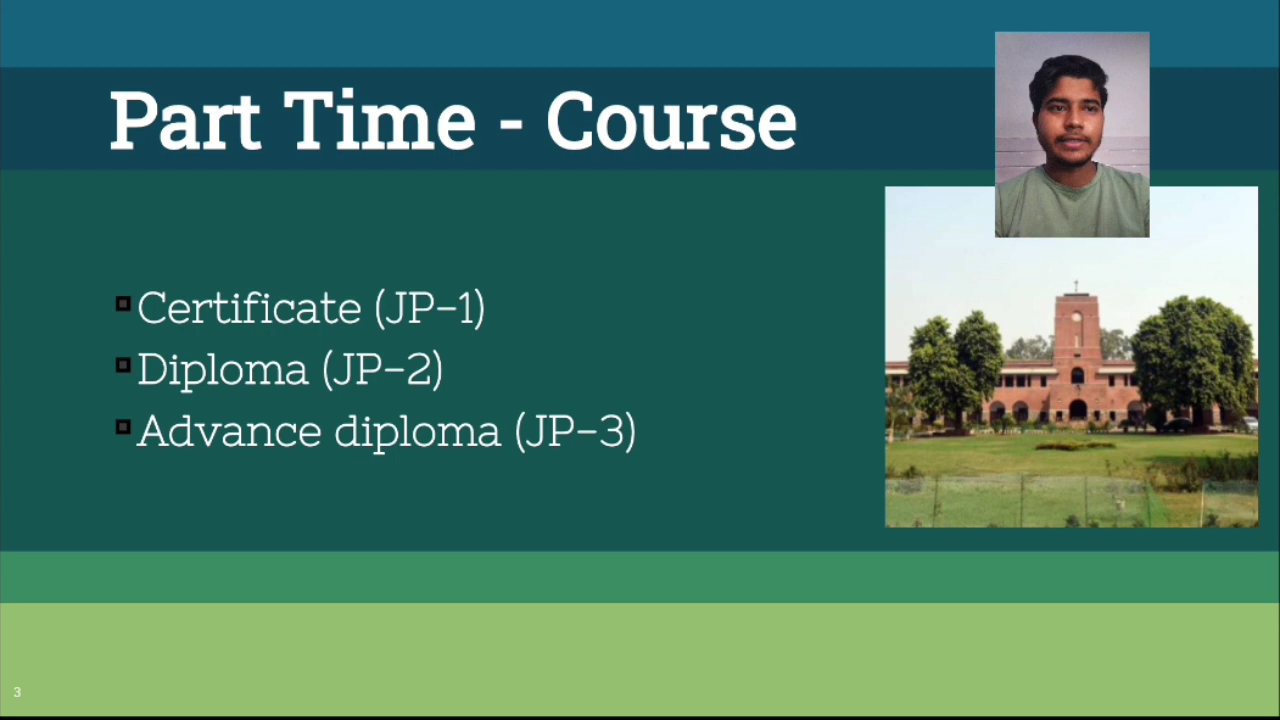 Part Time - Course
Certificate (JP-1)
Diploma (JP-2)
Advance diploma (JP-3)
3